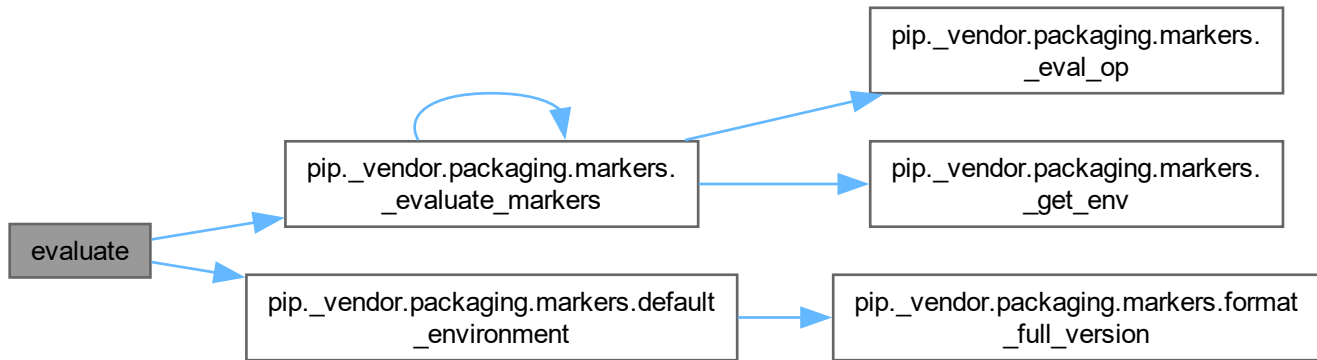 pip._vendor.packaging.markers.
_eval_op
pip._vendor.packaging.markers.
_evaluate_markers
pip._vendor.packaging.markers.
_get_env
evaluate
pip._vendor.packaging.markers.default
_environment
pip._vendor.packaging.markers.format
_full_version